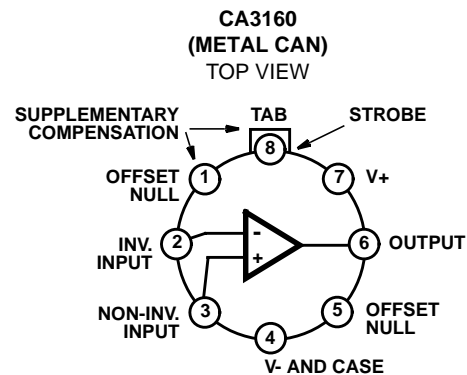 CA3160
(METAL CAN)
TOP VIEW
SUPPLEMENTARY
COMPENSATION
TAB
STROBE
8
OFFSET
NULL
1
7
V+
INV.
INPUT
2
-
+
6
OUTPUT
NON-INV.
INPUT
3
5
OFFSET
NULL
4
V- AND CASE